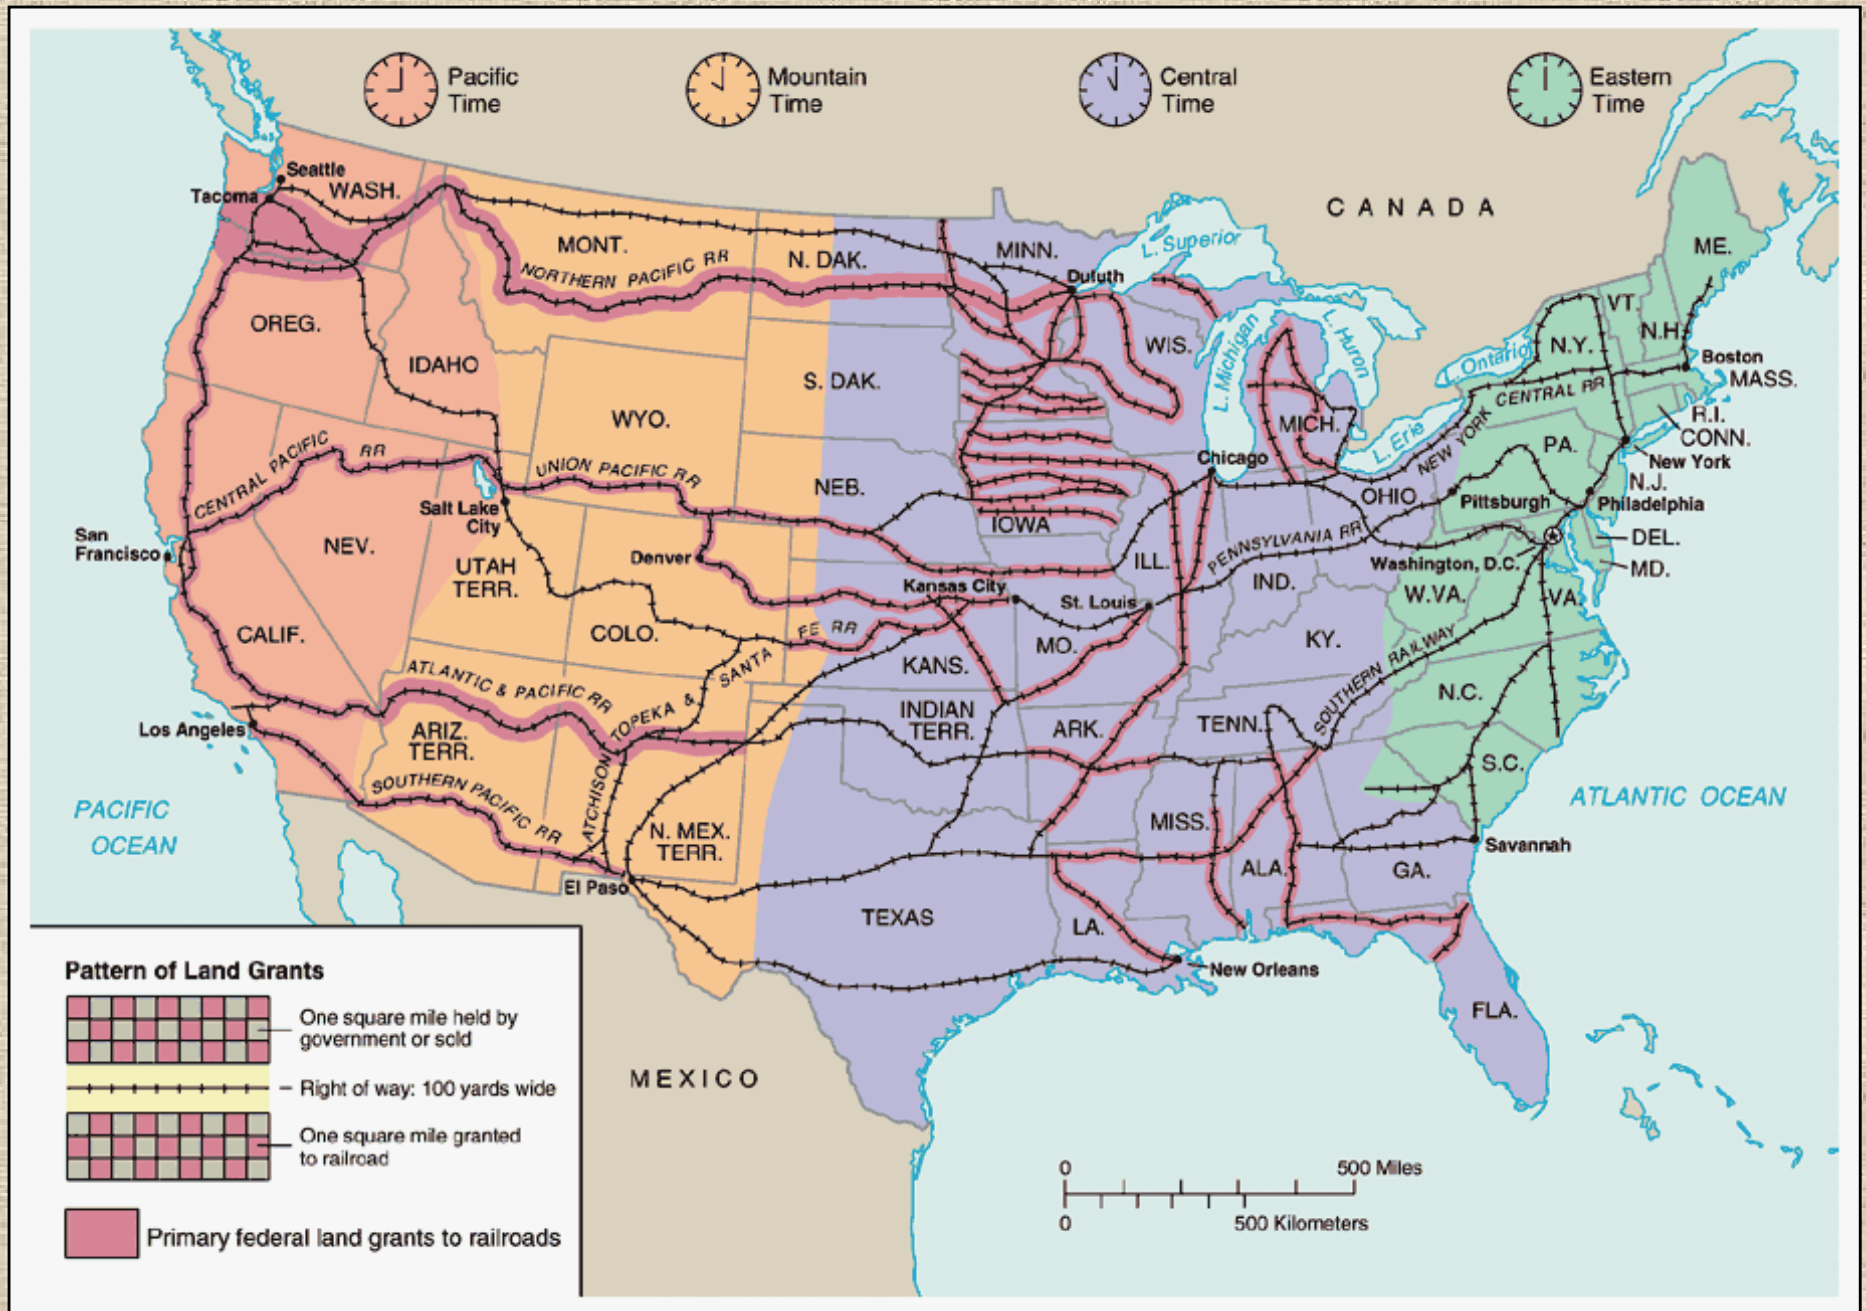 Pacific
Time
Mountain
Time
Central
Time
Eastern
Time
CANADA
Seattle
Tacoma
WASH.
MONT.
N. DAK.
MINN.
L. Superior
Duluth
ME.
NORTHERN PACIFIC RR
OREG.
IDAHO
WYO.
S. DAK.
WIS.
L. Michigan
L. Huron
MICH.
L. Erie
Ontario
VT.
N.H.
N.Y.
Boston
MASS.
CENTRAL RR
NEW YORK
R.I.
CONN.
PA.
New York
N.J.
CENTRAL PACIFIC RR
UNION PACIFIC RR
NEB.
Chicago
OHIO
Pittsburgh
Philadelphia
Salt Lake
City
IOWA
San
Francisco
NEV.
Denver
UTAH
TERR.
ILL.
PENNSYLVANIA RR
IND.
DEL.
Washington, D.C.
MD.
Kansas City
St. Louis
W.VA.
VA.
CALIF.
COLO.
FE RR
KANS.
MO.
KY.
SOUTHERN RAILWAY
ATLANTIC & PACIFIC RR
TOPEKA &
SANTA
N.C.
Los Angeles
ARIZ.
TERR.
INDIAN
TERR.
ARK.
TENN.
S.C.
SOUTHERN PACIFIC RR
ATCHISON
N. MEX.
TERR.
MISS.
PACIFIC
OCEAN
ATLANTIC OCEAN
Savannah
El Paso
ALA.
GA.
TEXAS
LA.
New Orleans
FLA.
MEXICO
Pattern of Land Grants
One square mile held by
government or sold
Right of way: 100 yards wide
One square mile granted
to railroad
Primary federal land grants to railroads
0 500 Miles
0 500 Kilometers